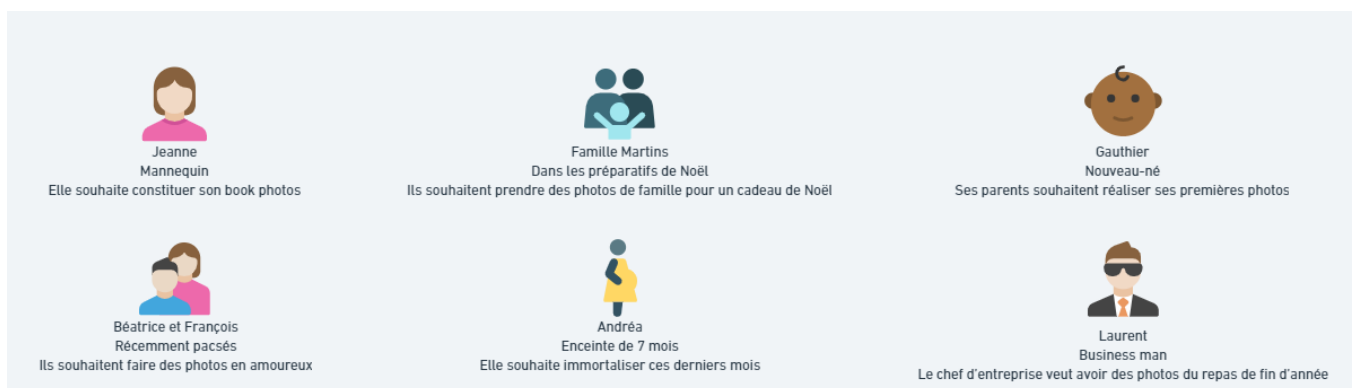 Jeanne
Mannequin
Elle souhaite constituer son book photos
Famille Martins
Dans les préparatifs de Noël
Ils souhaitent prendre des photos de famille pour un cadeau de Noël
Gauthier
Nouveau-né
Ses parents souhaitent réaliser ses premières photos
Béatrice et François
Récemment pacsés
Ils souhaitent faire des photos en amoureux
Andréa
Enceinte de 7 mois
Elle souhaite immortaliser ces derniers mois
Laurent
Business man
Le chef d'entreprise veut avoir des photos du repas de fin d'année